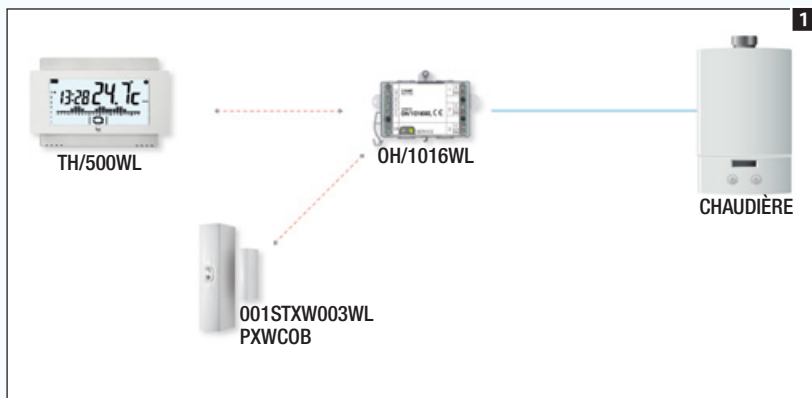 1
13:28 24.7c
TH/500WL
OH/1016WL
CHAUDIÈRE
001STXW003WL
PXWCOB